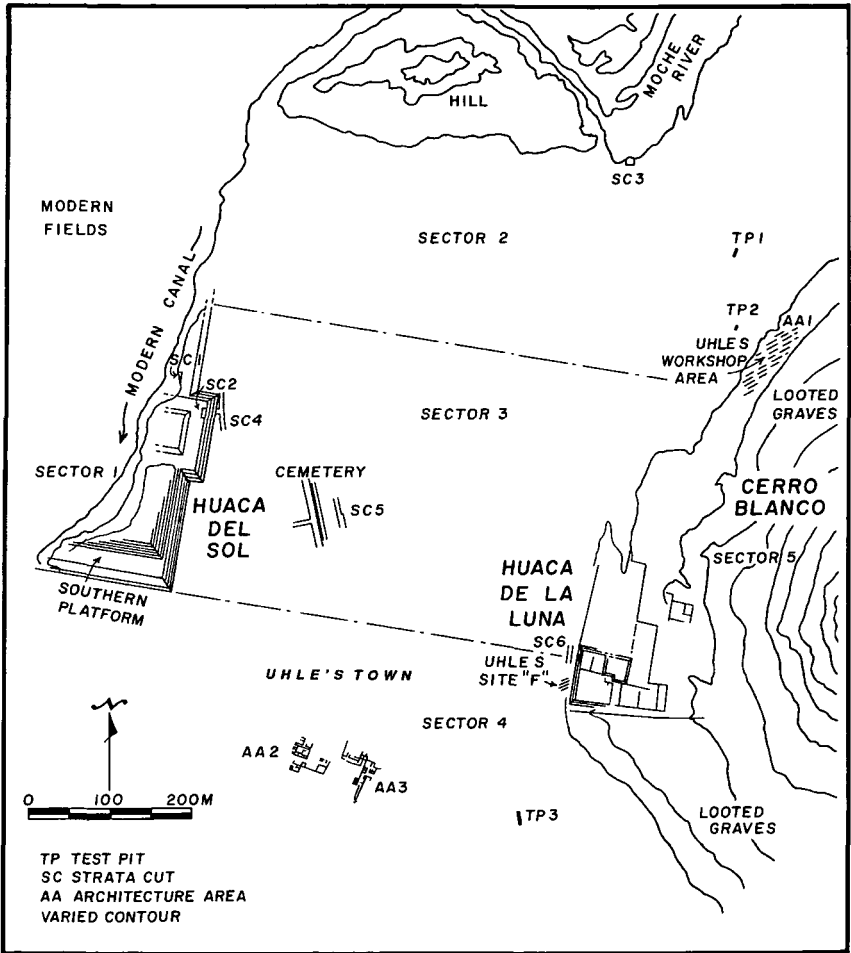 HILL
MOCHE
RIVER
SC3
MODERN
FIELDS
SECTOR 2
TP1
MODERN CANAL
TP2
AA1
UHLES
WORKSHOP
AREA
LOOTED
GRAVES
SC1
SC2
SC4
SECTOR 3
SECTOR 1
CEMETERY
SC5
HUACA
DEL
SOL
CERRO
BLANCO
SECTOR 5
SOUTHERN
PLATFORM
HUACA
DE LA
LUNA
SC6
UHLE'S
SITE "F"
UHLE'S TOWN
SECTOR 4
N
AA2
AA3
0 100 200M
TP3
LOOTED
GRAVES
TP TEST PIT
SC STRATA CUT
AA ARCHITECTURE AREA
VARIED CONTOUR